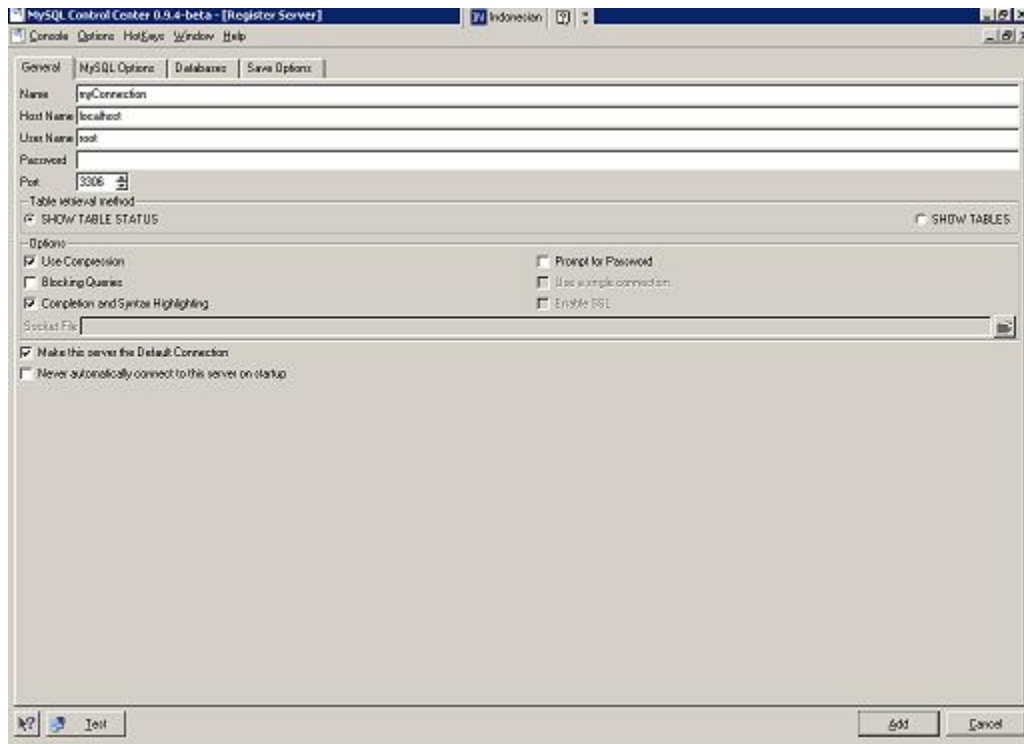 MySQL Control Center 0.9.4-beta - [Register Server]
IN Indonesian
Console Options HotKeys Window Help
General MySQL Options Databases Save Options
Name myConnection
Host Name localhost
User Name root
Password
Port 3306
Table retrieval method
SHOW TABLE STATUS SHOW TABLES
Options
Use Compression Prompt for Password
Blocking Queries Use a single connection
Completion and Syntax Highlighting Enable SSL
Socket File
Make this server the Default Connection
Never automatically connect to this server on startup
Test Add Cancel